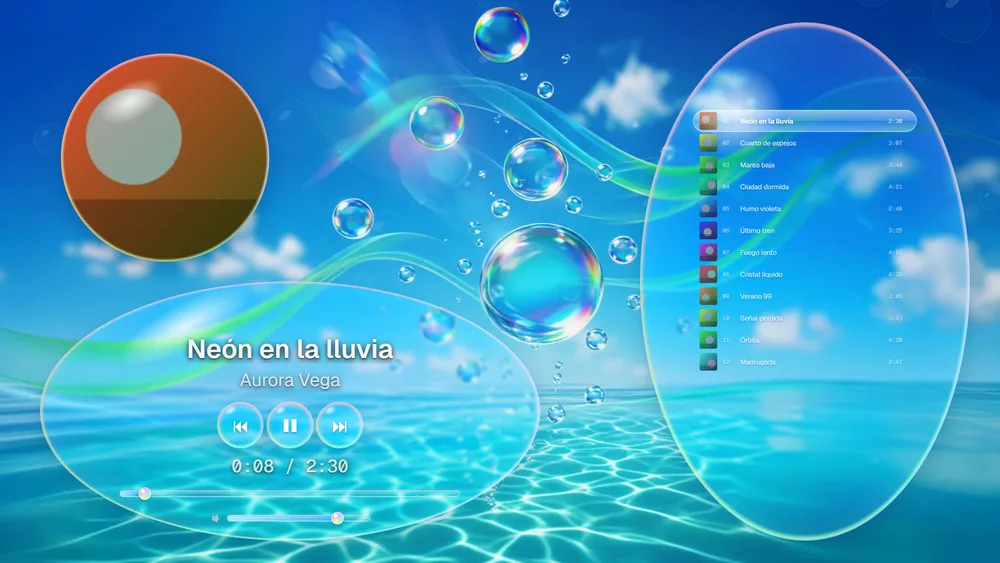 Neón en la lluvia
Aurora Vega
0:08 / 2:30
Neón en la lluvia 2:30
02 Cuarto de espejos 3:07
03 Marea baja 3:44
04 Ciudad dormida 4:21
05 Humo violeta 2:48
06 Último tren 3:25
07 Fuego lento
08 Cristal líquido 4:39
09 Verano 99 3:06
10 Señal perdida 3:43
11 Órbita 4:20
12 Madrugada 2:47